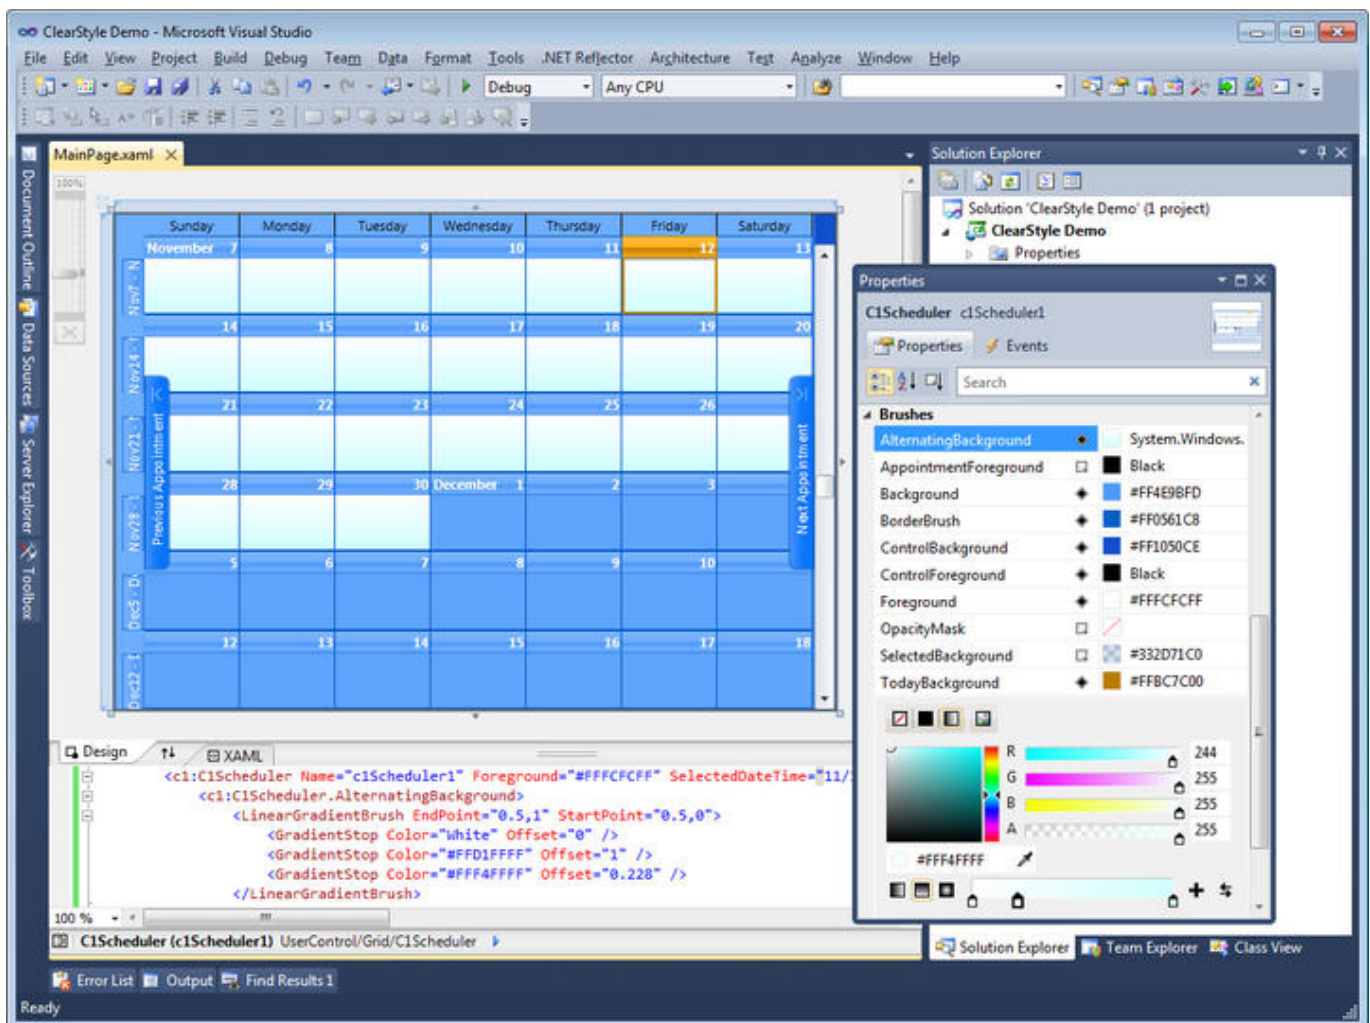 ClearStyle Demo - Microsoft Visual Studio
File Edit View Project Build Debug Team Data Format Tools .NET Reflector Architecture Test Analyze Window Help
Debug Any CPU
MainPage.xaml
Solution Explorer
100%
Document Outline
Data Sources
Server Explorer
Toolbox
Solution 'ClearStyle Demo' (1 project)
ClearStyle Demo
Properties
Sunday Monday Tuesday Wednesday Thursday Friday Saturday
November 7 8 9 10 11 12 13
Nov7 - N
14 15 16 17 18 19 20
Nov14 -
21 22 23 24 25 26
Nov21 -
28 29 30 December 1 2 3
Nov28 -
5 6 7 8 9 10
Dec5 - D
12 13 14 15 16 17 18
Dec12 -
Previous Appointment
Next Appointment
Properties
C1Scheduler c1Scheduler1
Properties Events
Search
Brushes
AlternatingBackground System.Windows.
AppointmentForeground Black
Background #FF4E9BFD
BorderBrush #FF0561C8
ControlBackground #FF1050CE
ControlForeground Black
Foreground #FFFCFCFF
OpacityMask
SelectedBackground #332D71C0
TodayBackground #FFBC7C00
R 244
G 255
B 255
A 255
#FFF4FFFF
Design XAML
<c1:C1Scheduler Name="c1Scheduler1" Foreground="#FFFCFCFF" SelectedDateTime="11/
<c1:C1Scheduler.AlternatingBackground>
<LinearGradientBrush EndPoint="0.5,1" StartPoint="0.5,0">
<GradientStop Color="White" Offset="0" />
<GradientStop Color="#FFD1FFFF" Offset="1" />
<GradientStop Color="#FFF4FFFF" Offset="0.228" />
</LinearGradientBrush>
100 %
C1Scheduler (c1Scheduler1) UserControl/Grid/C1Scheduler
Solution Explorer Team Explorer Class View
Error List Output Find Results 1
Ready